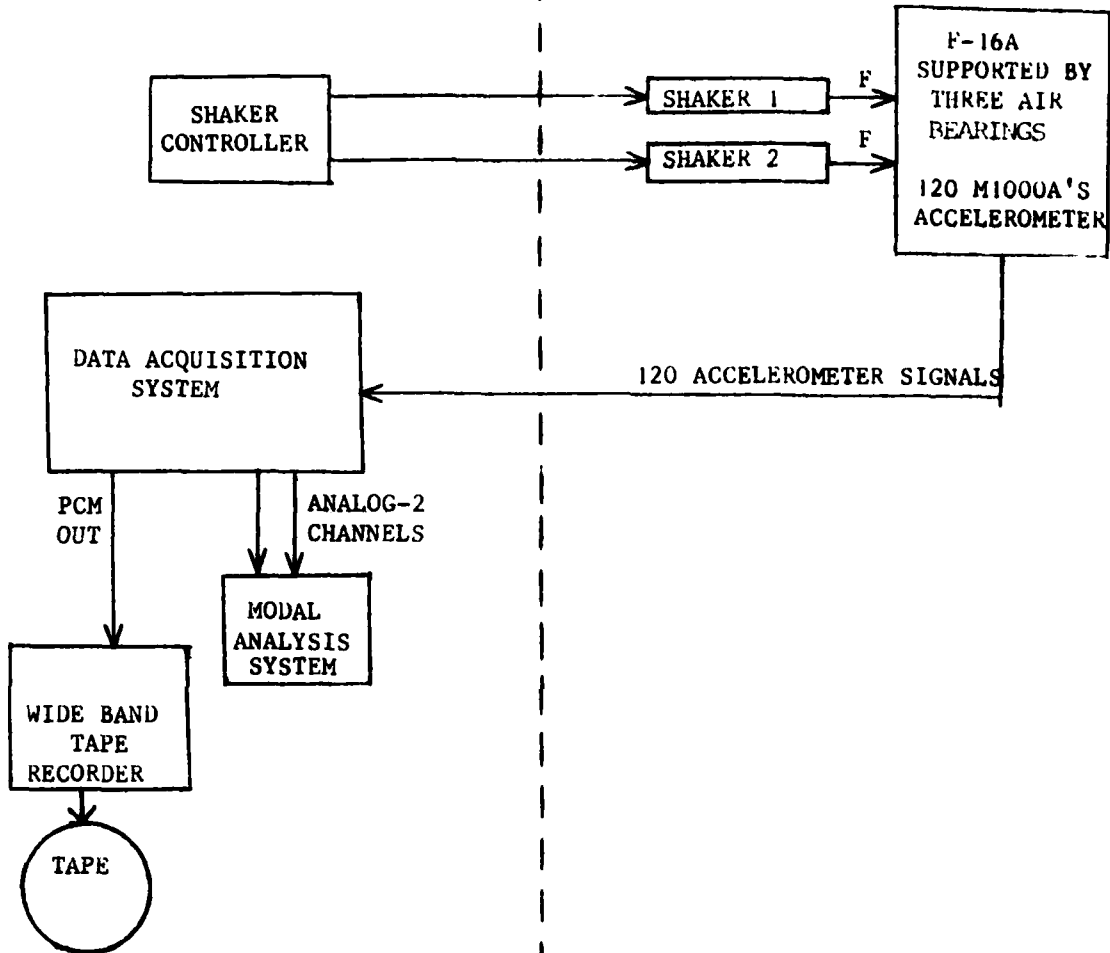 SHAKER
CONTROLLER
SHAKER 1
SHAKER 2
F
F
F-16A
SUPPORTED BY
THREE AIR
BEARINGS
120 M1000A'S
ACCELEROMETER
DATA ACQUISITION
SYSTEM
120 ACCELEROMETER SIGNALS
PCM
OUT
ANALOG-2
CHANNELS
MODAL
ANALYSIS
SYSTEM
WIDE BAND
TAPE
RECORDER
TAPE